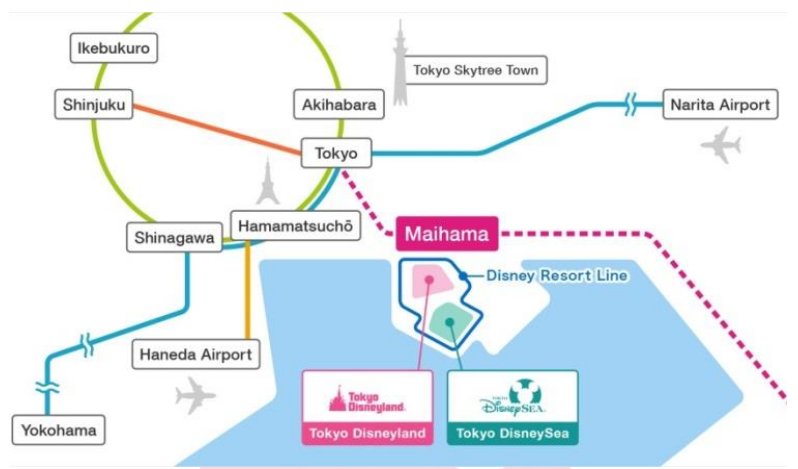 Ikebukuro
Tokyo Skytree Town
Shinjuku
Akihabara
Narita Airport
Tokyo
Hamamatsuchō
Shinagawa
Maihama
Disney Resort Line
Haneda Airport
Tokyo
Disneyland
TOKYO
DisneySEA
Yokohama
Tokyo Disneyland
Tokyo DisneySea